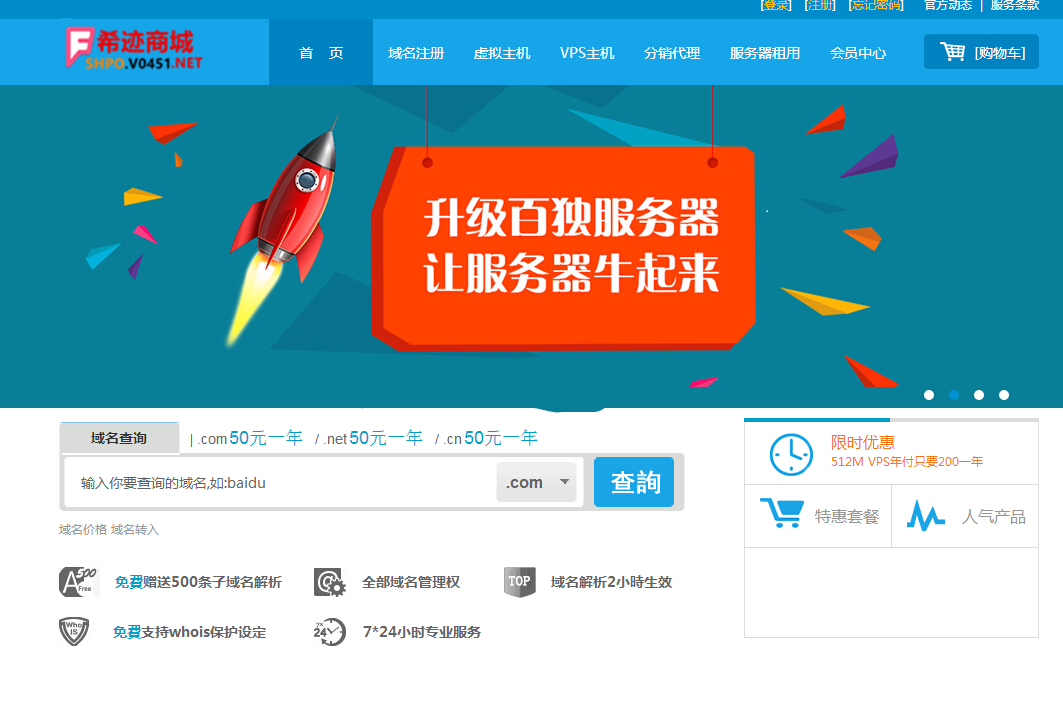 [登录] [注册] [忘记密码] 官方动态 | 服务条款
希迹商城
SHPO.V0451.NET
首 页 域名注册 虚拟主机 VPS主机 分销代理 服务器租用 会员中心 [购物车]
升级百独服务器
让服务器牛起来
域名查询 | .com 50元一年 / .net 50元一年 / .cn 50元一年
输入你要查询的域名,如:baidu .com 查詢
域名价格 域名转入
限时优惠
512M VPS年付只要200一年
特惠套餐 人气产品
A 500 Free 免費赠送500条子域名解析 全部域名管理权 TOP 域名解析2小時生效
Who IS 免費支持whois保护设定 7X 24 7*24小时专业服务